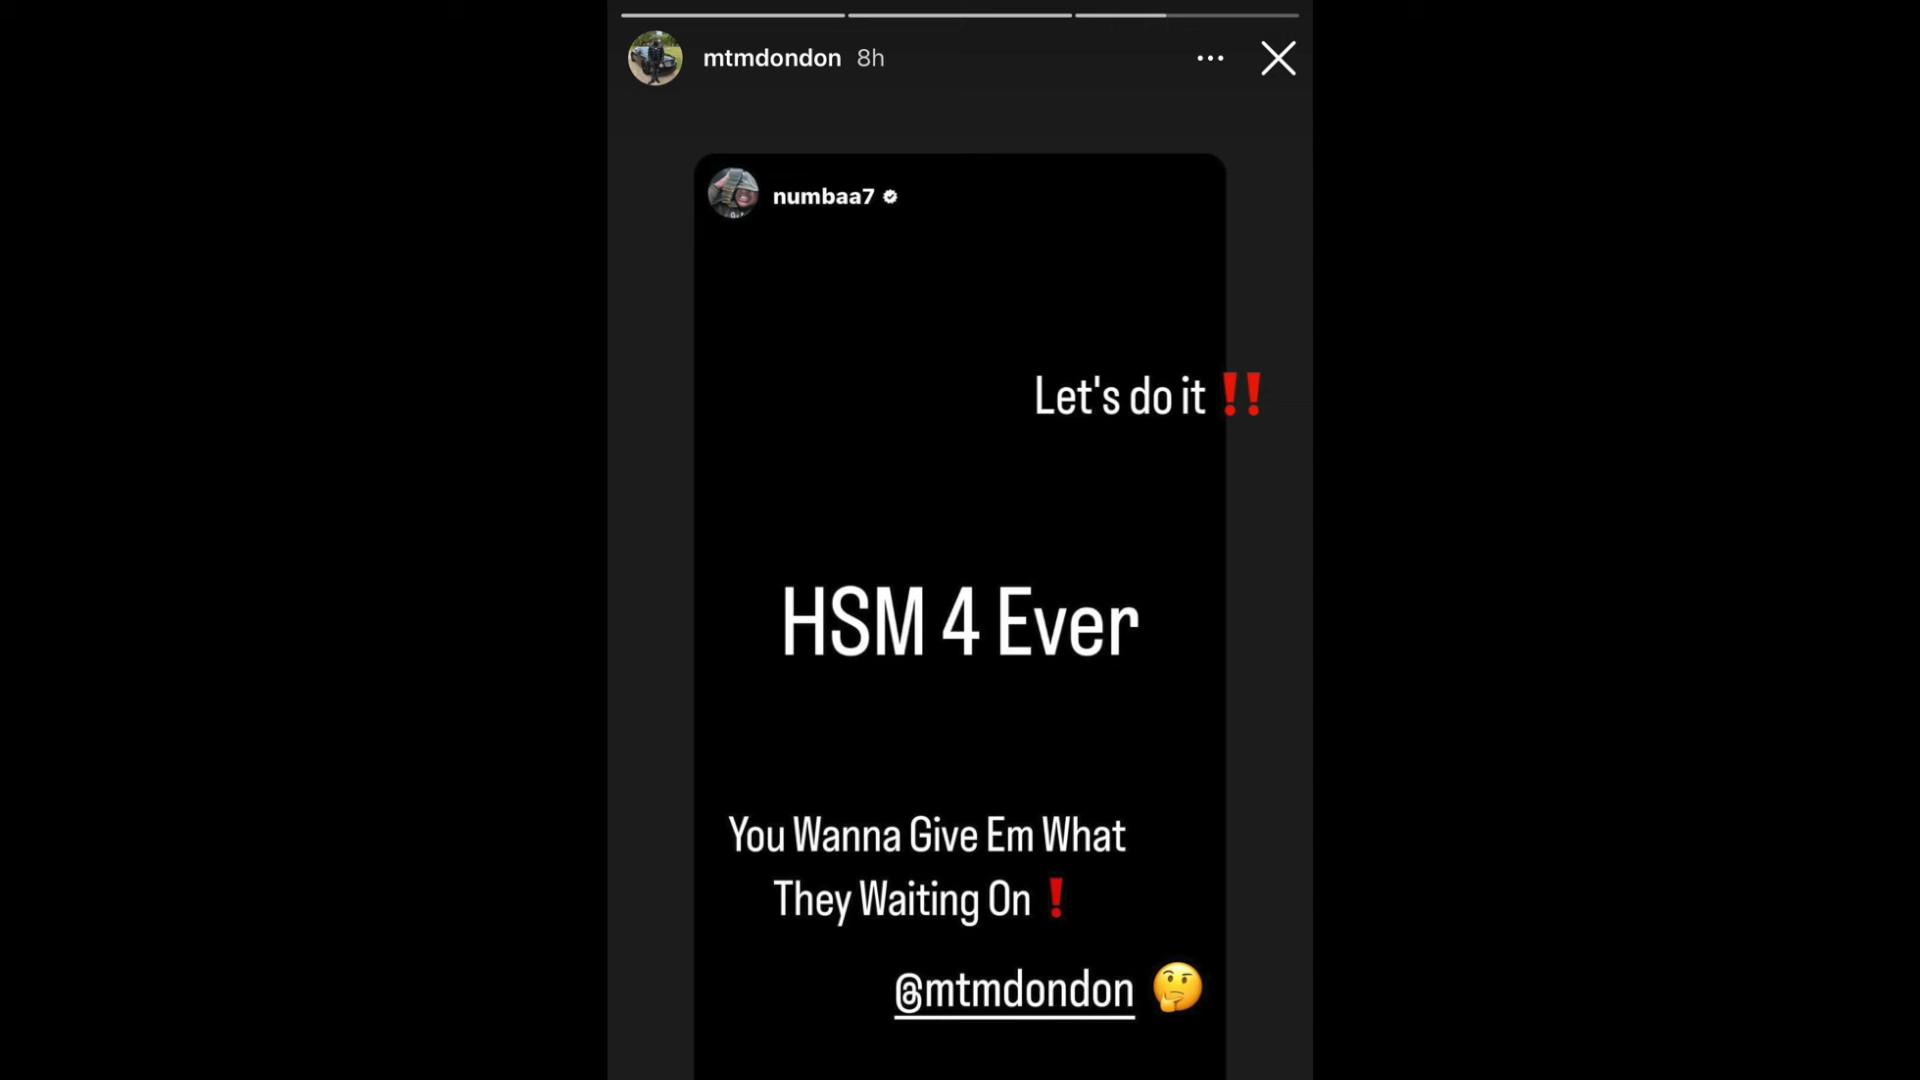 mtmdondon 8h
numbaa7
Let's do it ‼️
HSM 4 Ever
You Wanna Give Em What
They Waiting On ❗
@mtmdondon 🤔